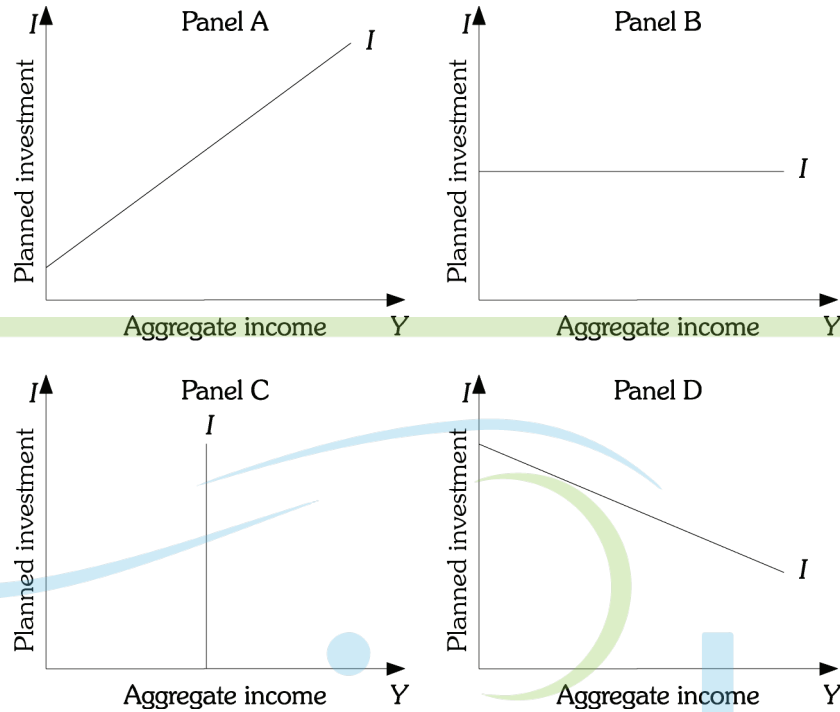 I
Panel A
I
Planned investment
Aggregate income
Y
I
Panel B
I
Planned investment
Aggregate income
Y
I
Panel C
I
Planned investment
Aggregate income
Y
I
Panel D
I
Planned investment
Aggregate income
Y